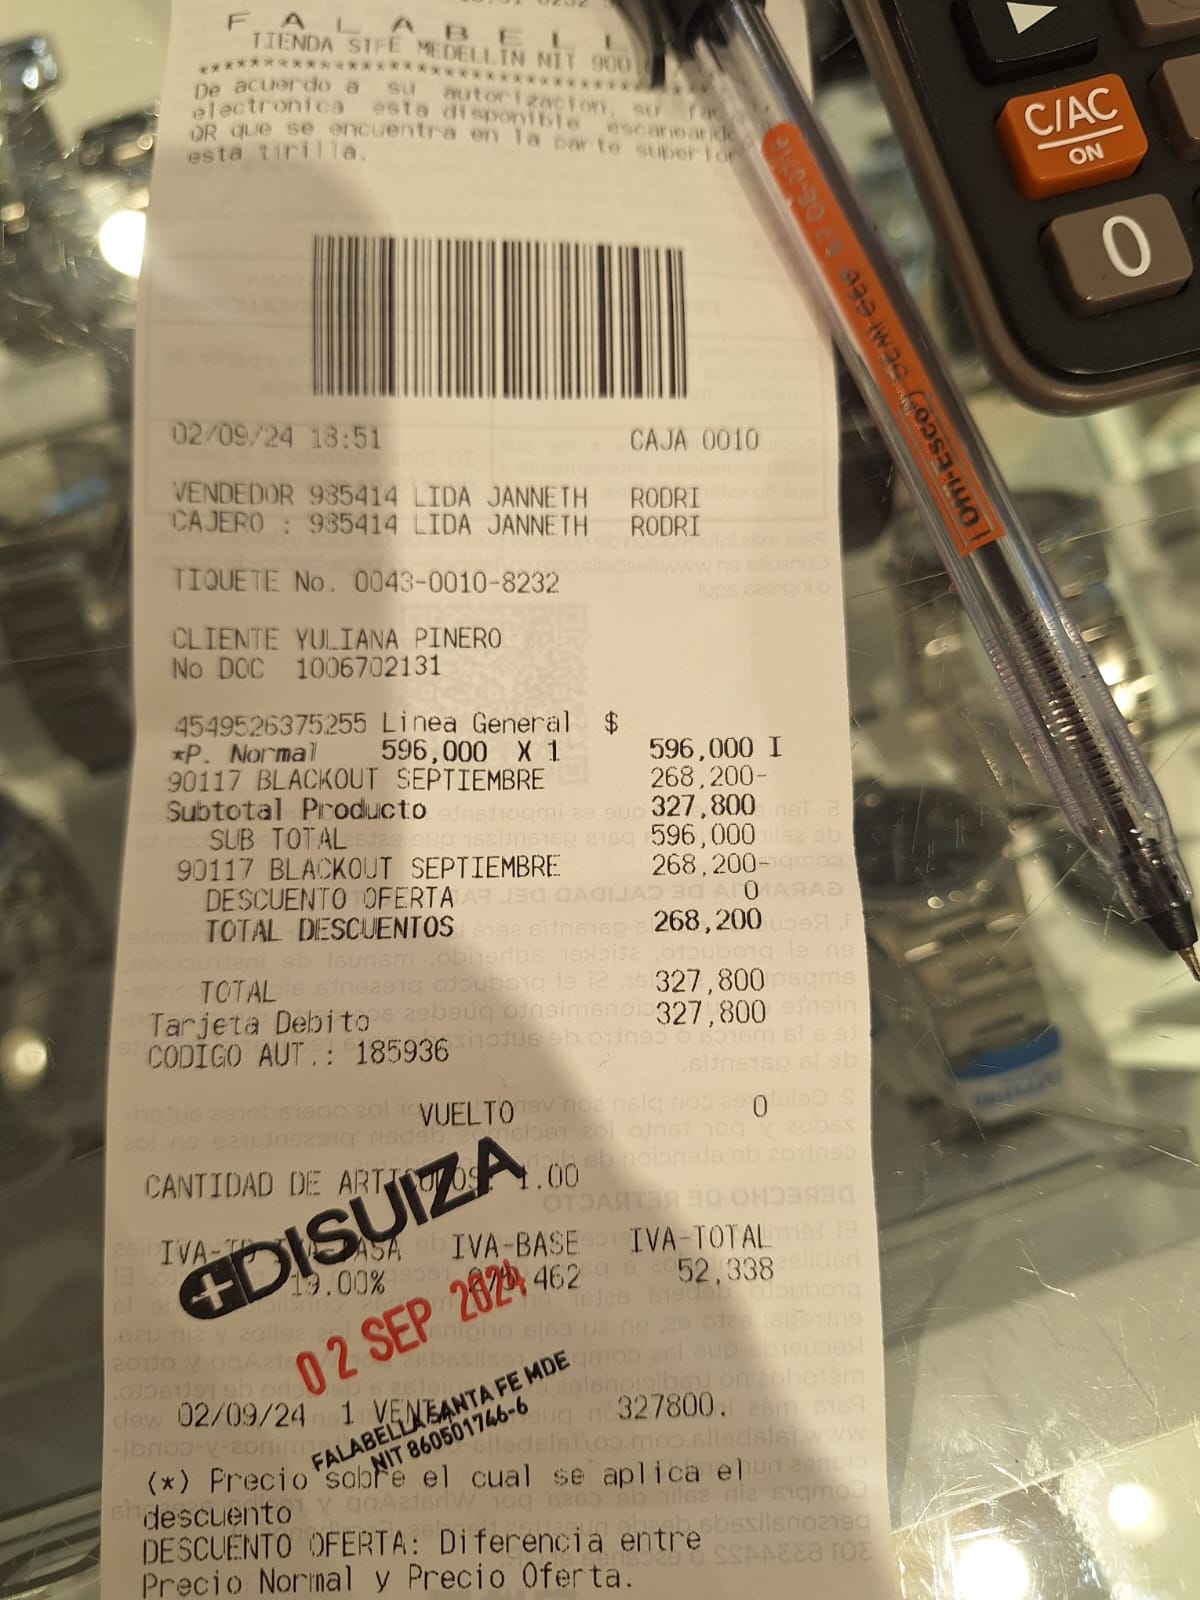 F A L A B E L L
TIENDA STFE MEDELLIN NIT 900
****************************************
De acuerdo a su autorizacion, su
electronica esta disponible escaneand
QR que se encuentra en la parte superior
esta tirilla.
02/09/24 18:51 CAJA 0010
VENDEDOR 985414 LIDA JANNETH RODRI
CAJERO : 985414 LIDA JANNETH RODRI
TIQUETE No. 0043-0010-8232
CLIENTE YULIANA PINERO
No DOC 1006702131
4549526375255 Linea General $
*P. Normal 596,000 X 1 596,000 I
90117 BLACKOUT SEPTIEMBRE 268,200-
Subtotal Producto 327,800
SUB TOTAL 596,000
90117 BLACKOUT SEPTIEMBRE 268,200-
DESCUENTO OFERTA 0
TOTAL DESCUENTOS 268,200
TOTAL 327,800
Tarjeta Debito 327,800
CODIGO AUT.: 185936
VUELTO 0
CANTIDAD DE ARTICULOS: 1.00
IVA-BASE IVA-TOTAL
19.00% 462 52,338
DISUIZA
02 SEP 2024
FALABELLA SANTA FE MDE
NIT 860501746-6
02/09/24 1 327800.
(*) Precio sobre el cual se aplica el
descuento
DESCUENTO OFERTA: Diferencia entre
Precio Normal y Precio Oferta.
C/AC
ON
0
Offi-Esco
SEMI-GEL